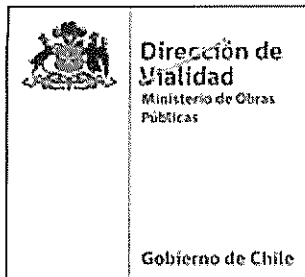 Dirección de
Vialidad
Ministerio de Obras
Públicas
Gobierno de Chile